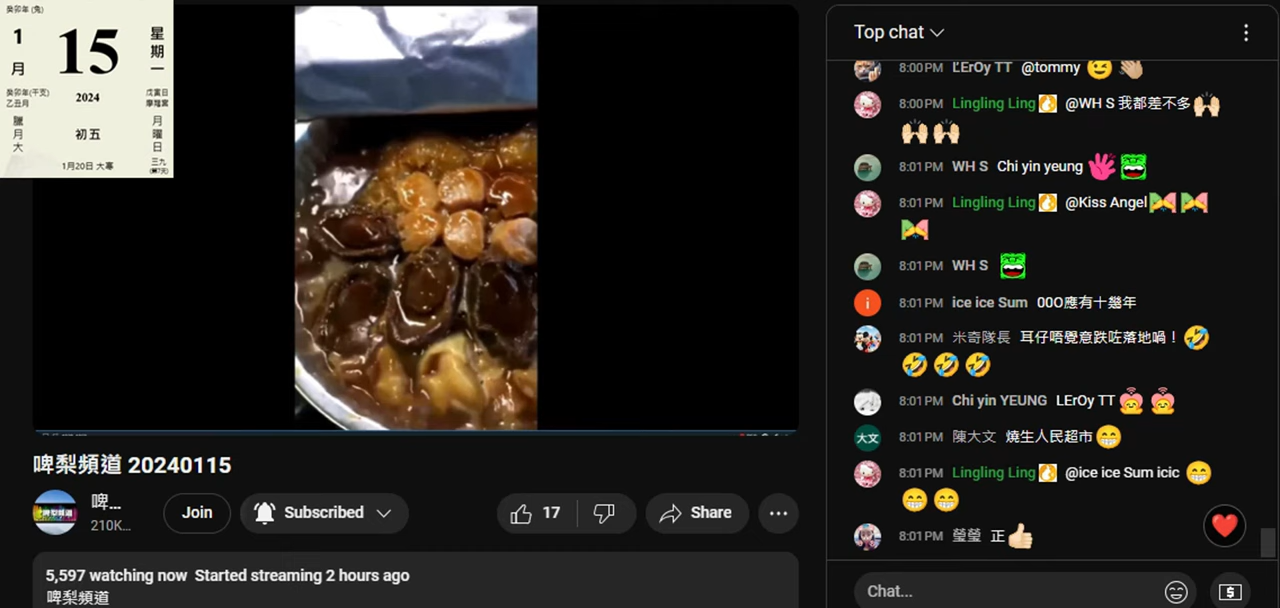 癸卯年 (兔)
1
月
15
星
期
一
癸卯年(干支)
乙丑月
2024
戊寅日
臘
月
大
初五
月
曜
日
1月20日 大寒
三九
啤梨頻道 20240115
啤...
210K...
Join
Subscribed
17
Share
5,597 watching now Started streaming 2 hours ago
啤梨頻道
Top chat
8:00 PM LErOy TT @tommy
8:00 PM Lingling Ling @WH S 我都差不多
8:01 PM WH S Chi yin yeung
8:01 PM Lingling Ling @Kiss Angel
8:01 PM WH S
8:01 PM ice ice Sum 00O應有十幾年
8:01 PM 米奇隊長 耳仔唔覺意跌咗落地喎！
8:01 PM Chi yin YEUNG LErOy TT
大文 8:01 PM 陳大文 燒生人民超市
8:01 PM Lingling Ling @ice ice Sum icic
8:01 PM 瑩瑩 正
Chat...